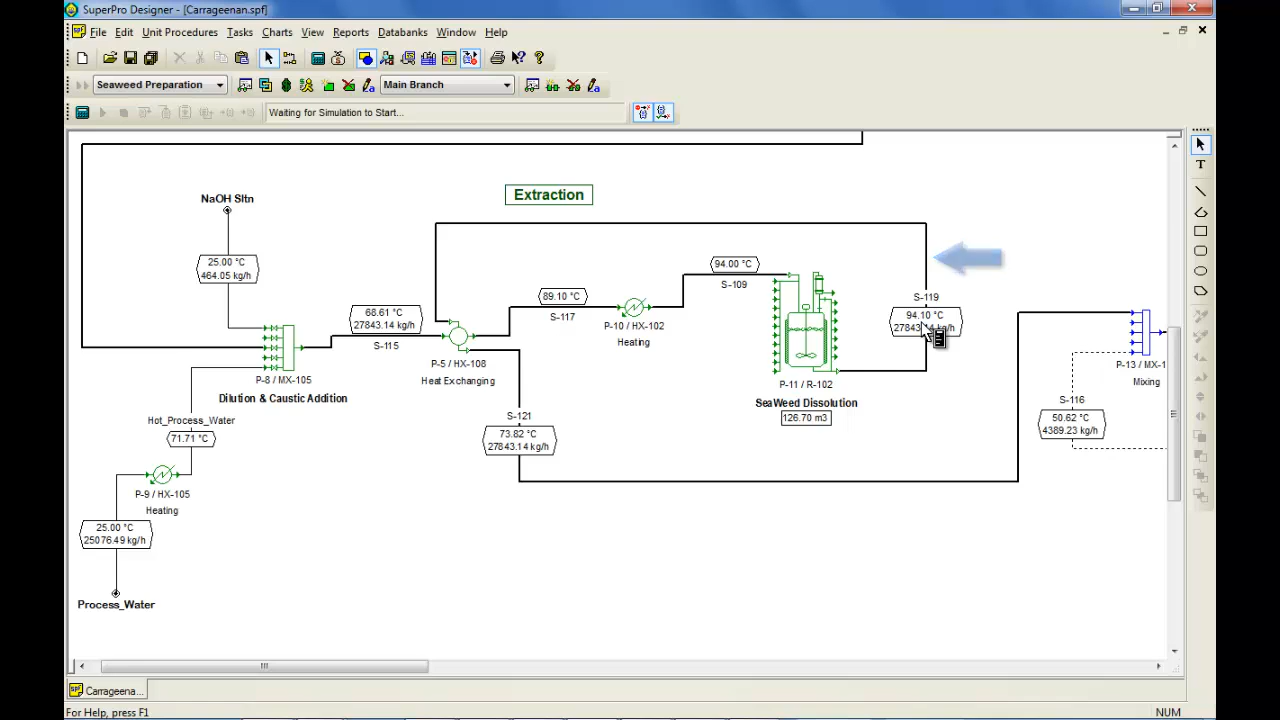 SuperPro Designer - [Carrageenan.spf]
File Edit Unit Procedures Tasks Charts View Reports Databanks Window Help
Seaweed Preparation Main Branch
Waiting for Simulation to Start...
Extraction
NaOH Sltn
25.00 °C
464.05 kg/h
68.61 °C
27843.14 kg/h
S-115
P-8 / MX-105
Dilution & Caustic Addition
Hot_Process_Water
71.71 °C
P-9 / HX-105
Heating
25.00 °C
25076.49 kg/h
Process_Water
P-5 / HX-108
Heat Exchanging
S-121
73.82 °C
27843.14 kg/h
89.10 °C
S-117
P-10 / HX-102
Heating
94.00 °C
S-109
P-11 / R-102
SeaWeed Dissolution
126.70 m3
S-119
94.10 °C
27843.14 kg/h
S-116
50.62 °C
4389.23 kg/h
P-13 / MX-1
Mixing
T
Carrageena...
For Help, press F1
NUM